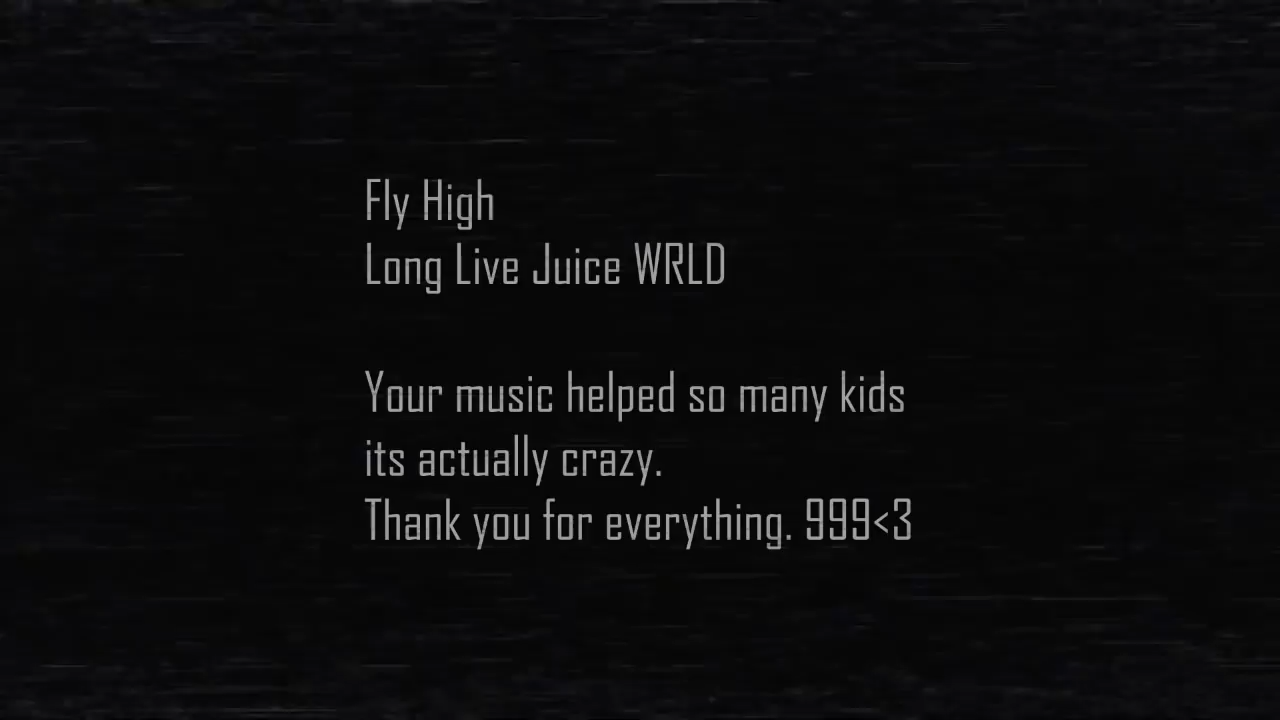 Fly High
Long Live Juice WRLD
Your music helped so many kids
its actually crazy.
Thank you for everything. 999<3